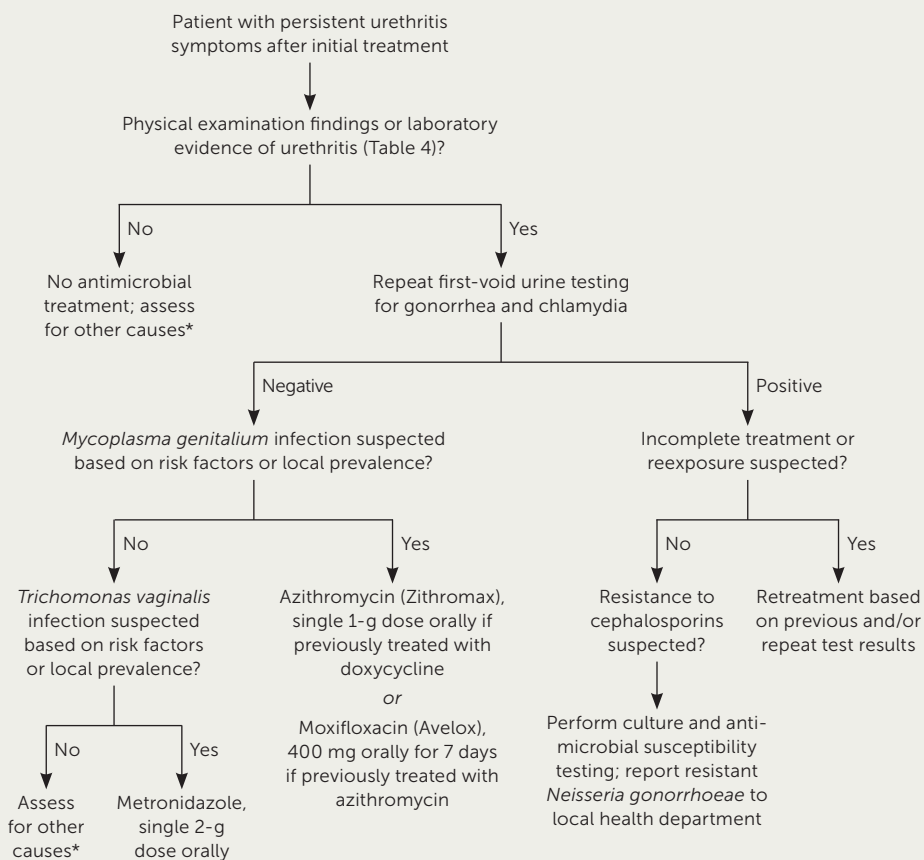 Patient with persistent urethritis
symptoms after initial treatment
Physical examination findings or laboratory
evidence of urethritis (Table 4)?
No
Yes
No antimicrobial
treatment; assess
for other causes*
Repeat first-void urine testing
for gonorrhea and chlamydia
Negative
Positive
Mycoplasma genitalium infection suspected
based on risk factors or local prevalence?
Incomplete treatment or
reexposure suspected?
No
Yes
No
Yes
Trichomonas vaginalis
infection suspected
based on risk factors
or local prevalence?
Azithromycin (Zithromax),
single 1-g dose orally if
previously treated with
doxycycline
or
Moxifloxacin (Avelox),
400 mg orally for 7 days
if previously treated with
azithromycin
Resistance to
cephalosporins
suspected?
Retreatment based
on previous and/or
repeat test results
No
Yes
Assess
for other
causes*
Metronidazole,
single 2-g
dose orally
Perform culture and anti-
microbial susceptibility
testing; report resistant
Neisseria gonorrhoeae to
local health department